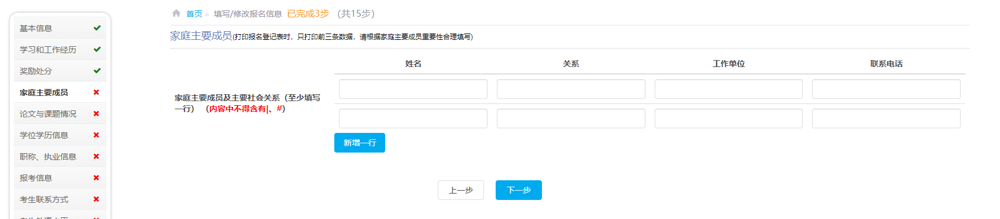 首页 » 填写/修改报名信息 已完成3步 （共15步）
基本信息
学习和工作经历
奖励处分
家庭主要成员
论文与课题情况
学位学历信息
职称、执业信息
报考信息
考生联系方式
家庭主要成员(打印报名登记表时，只打印前三条数据，请根据家庭主要成员重要性合理填写)
姓名 关系 工作单位 联系电话
家庭主要成员及主要社会关系（至少填写
一行） （内容中不得含有|、#）
新增一行
上一步 下一步